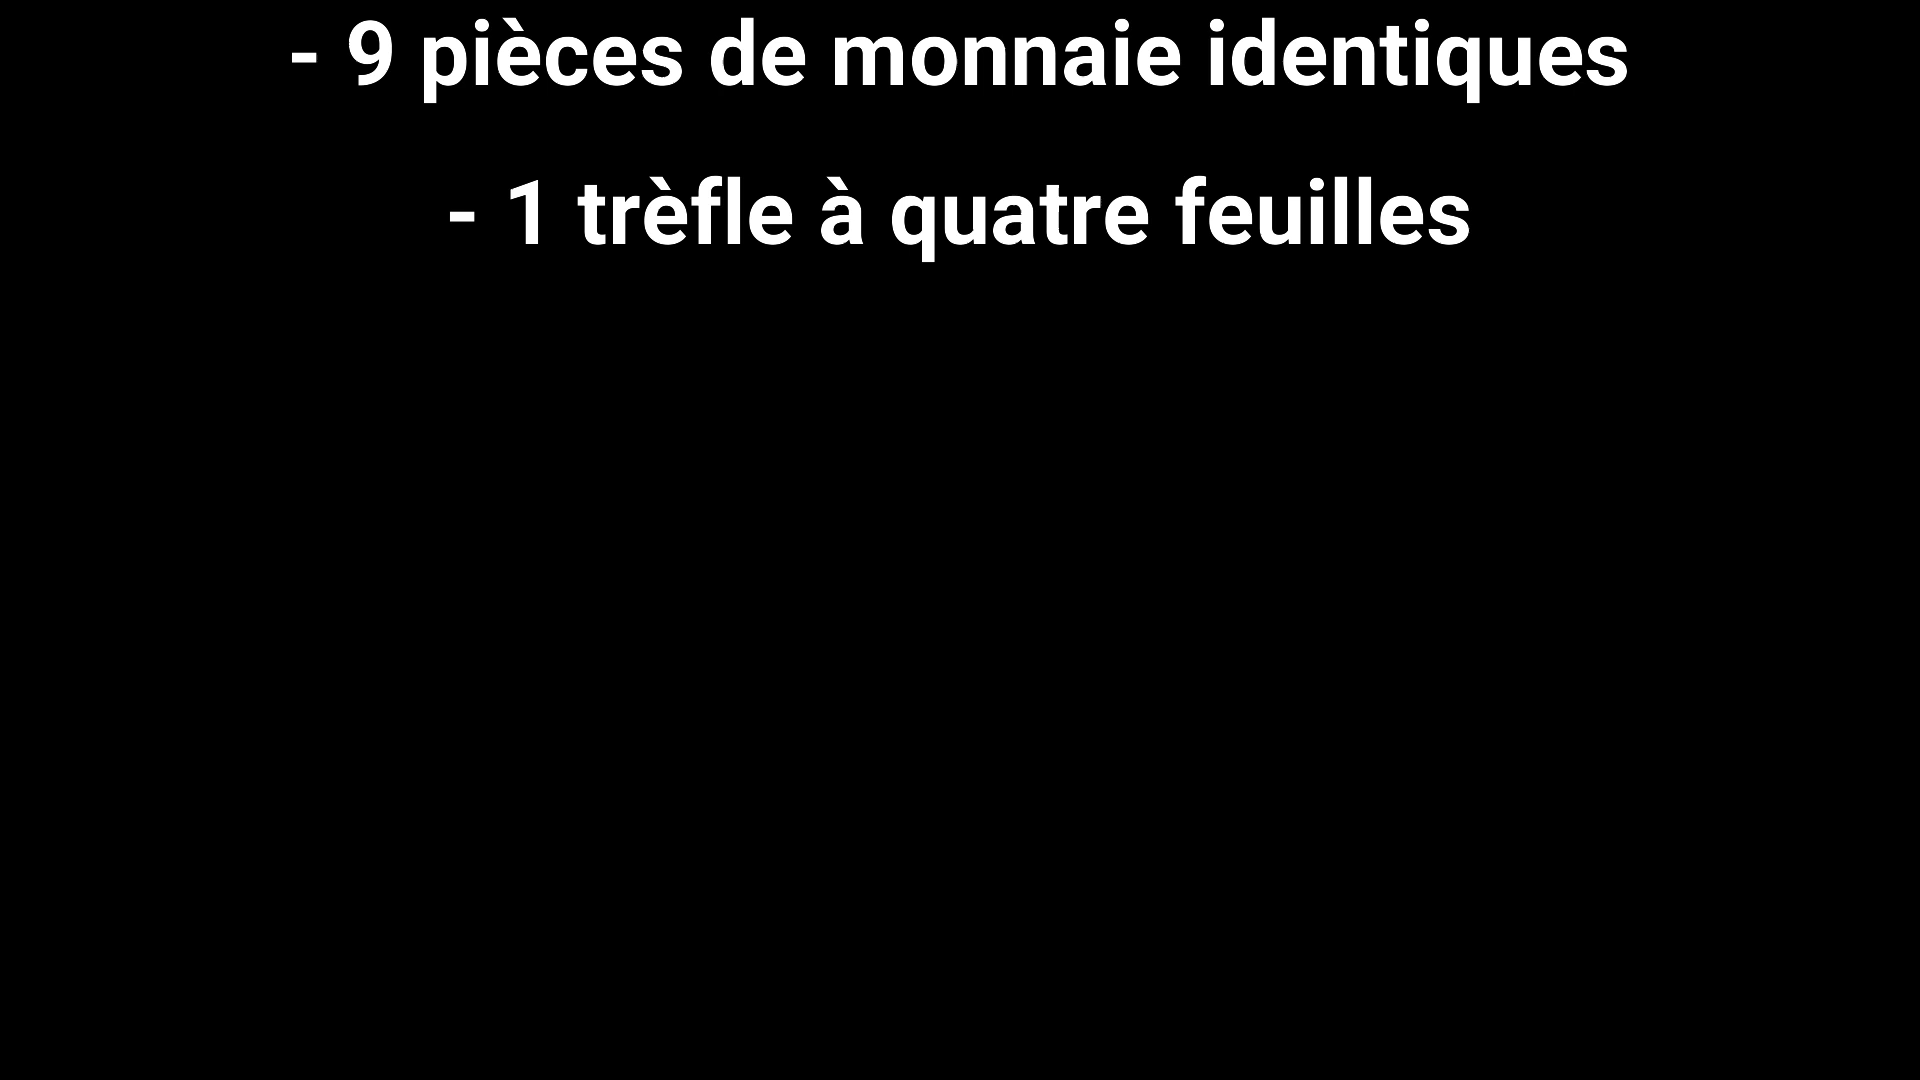 - 9 pièces de monnaie identiques
- 1 trèfle à quatre feuilles